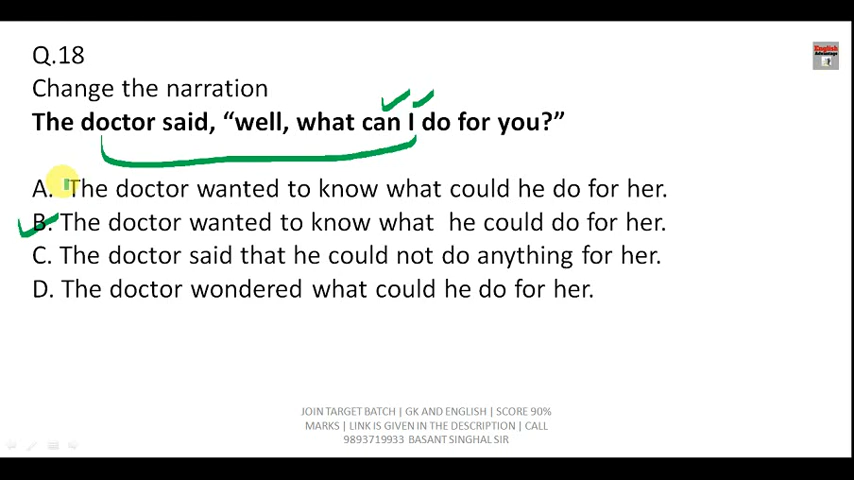 Q.18
English
Advantage
Change the narration
The doctor said, “well, what can I do for you?”
A. The doctor wanted to know what could he do for her.
B. The doctor wanted to know what he could do for her.
C. The doctor said that he could not do anything for her.
D. The doctor wondered what could he do for her.
JOIN TARGET BATCH | GK AND ENGLISH | SCORE 90%
MARKS | LINK IS GIVEN IN THE DESCRIPTION | CALL
9893719933 BASANT SINGHAL SIR